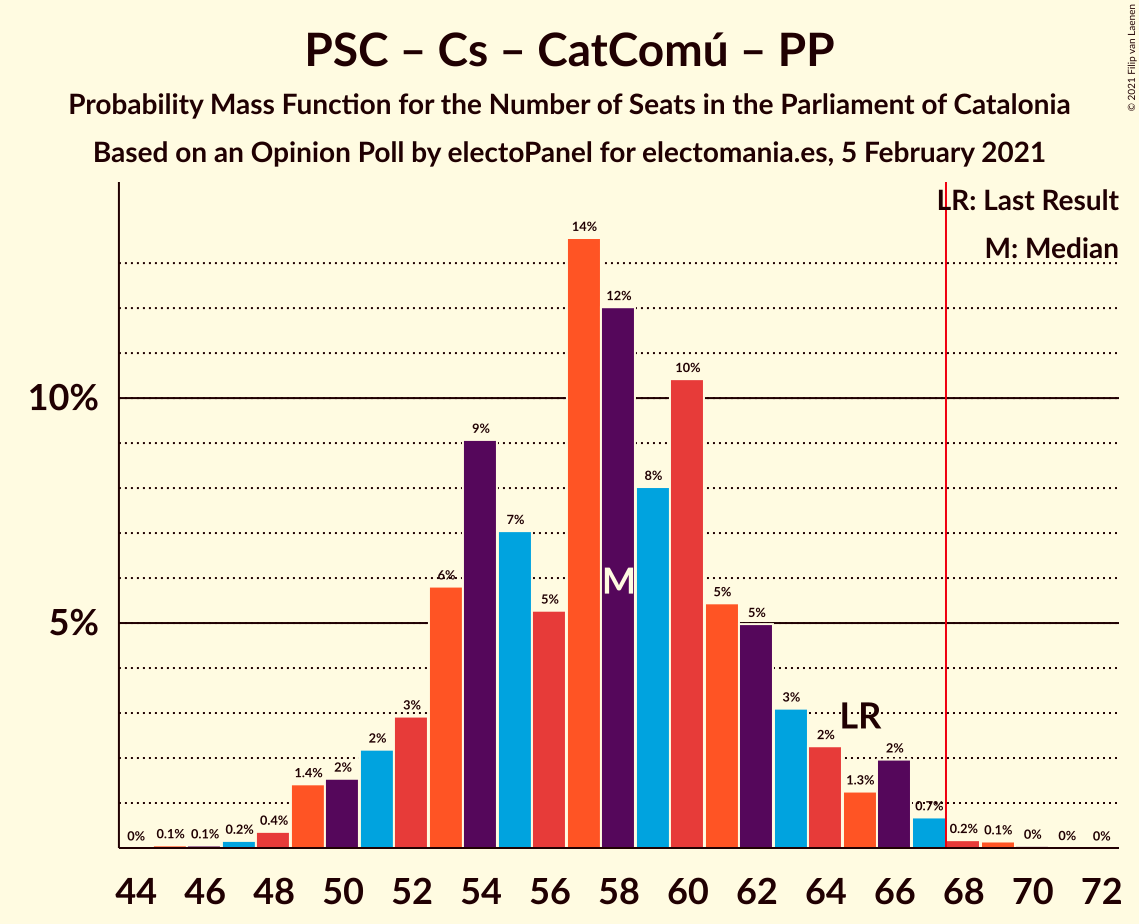 PSC – Cs – CatComú – PP
Probability Mass Function for the Number of Seats in the Parliament of Catalonia
Based on an Opinion Poll by electoPanel for electomania.es, 5 February 2021
© 2021 Filip van Laenen
LR: Last Result
M: Median
10%
5%
0% 0.1% 0.1% 0.2% 0.4% 1.4% 2% 2% 3% 6% 9% 7% 5% 14% 12% 8% 10% 5% 5% 3% 2% 1.3% 2% 0.7% 0.2% 0.1% 0% 0% 0%
M
LR
44 46 48 50 52 54 56 58 60 62 64 66 68 70 72